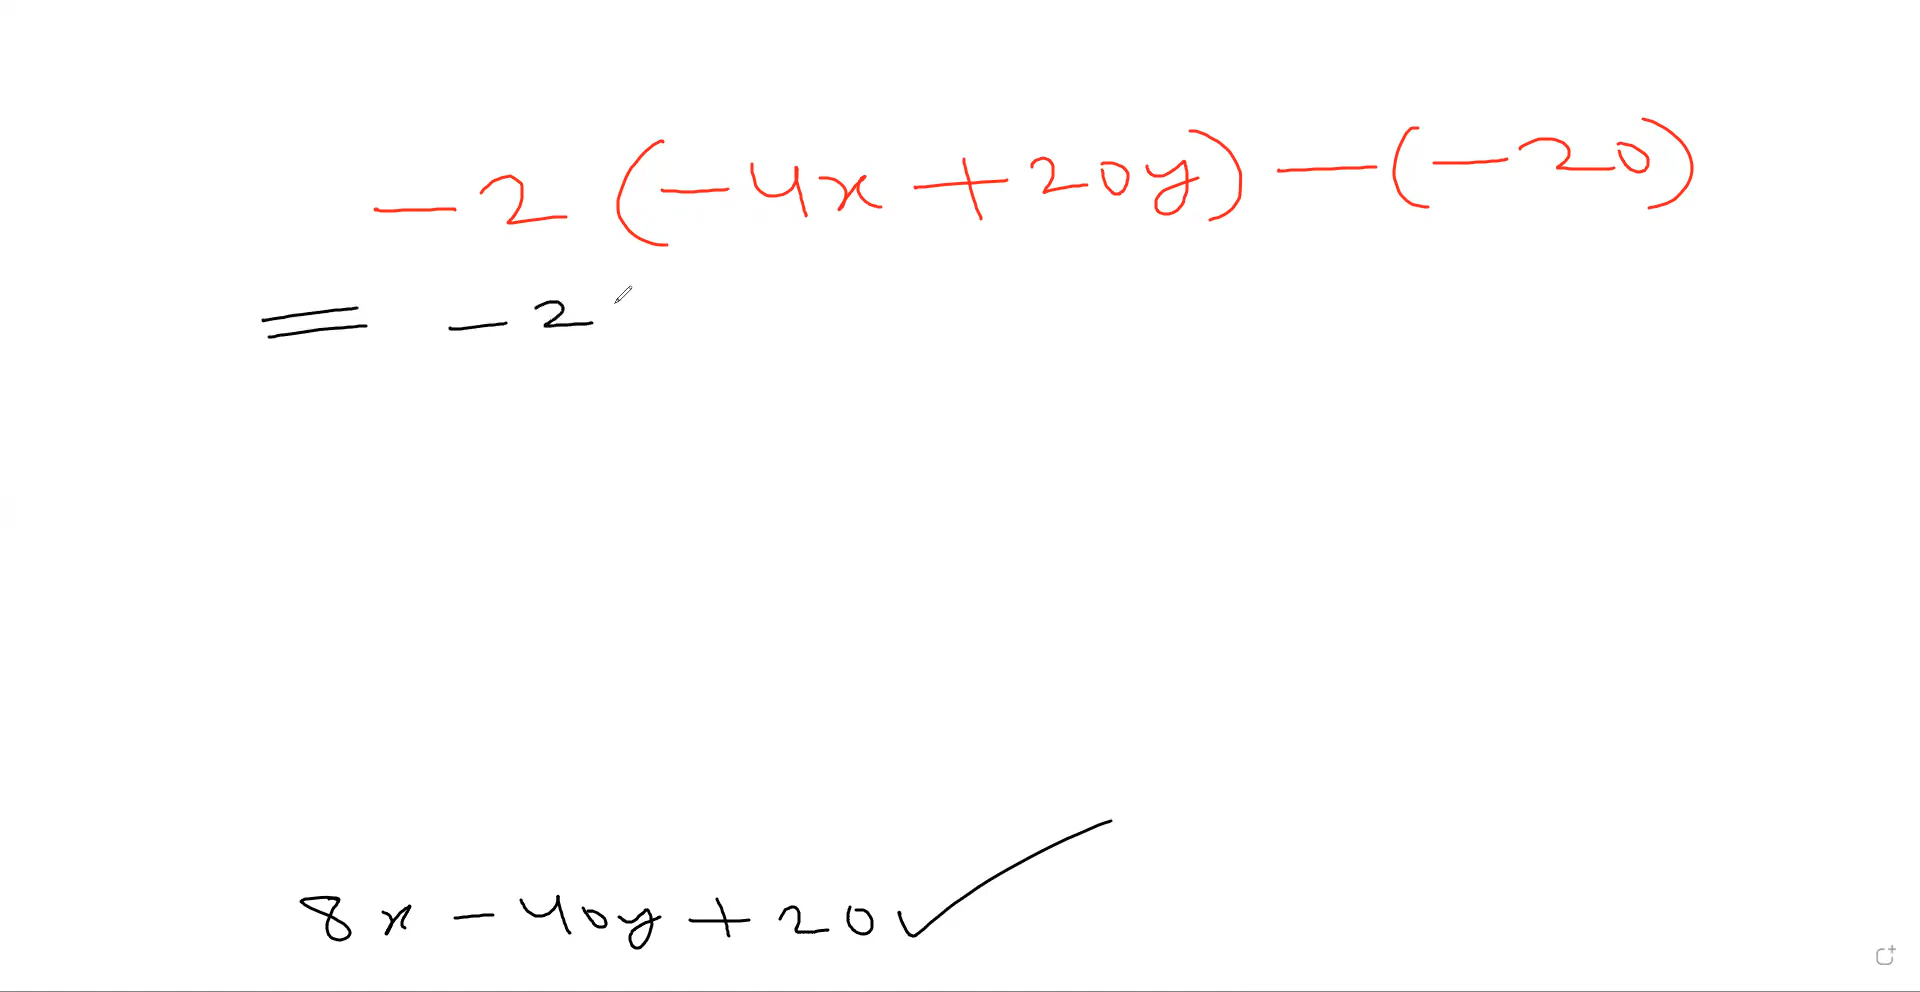 -2 (-4x + 20y) - (-20)
= -2
8x - 40y + 20 ✓